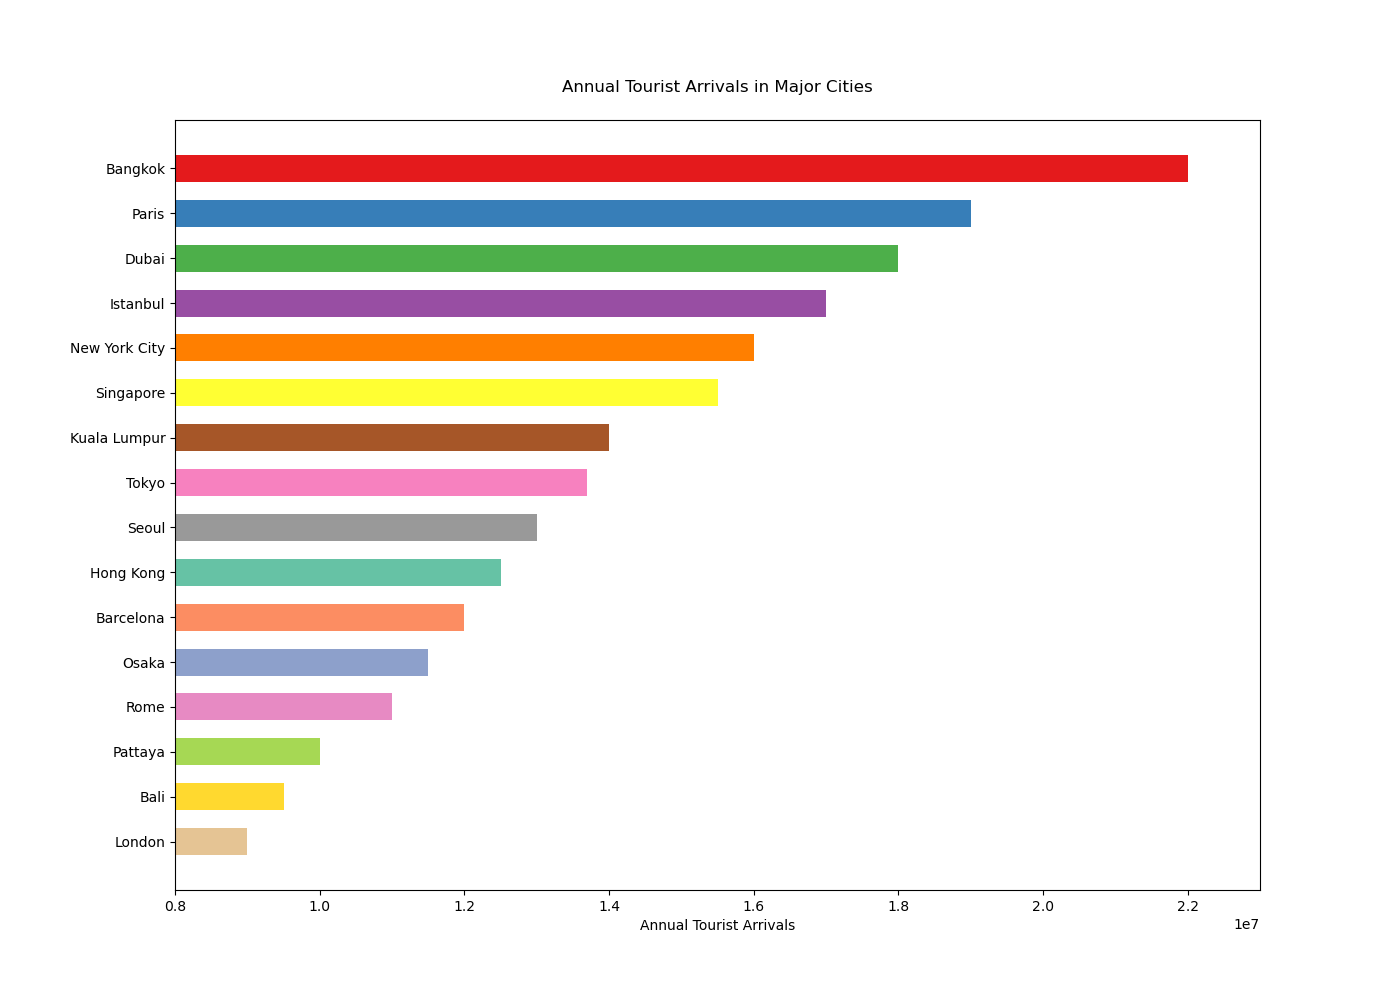 Annual Tourist Arrivals in Major Cities
Bangkok
Paris
Dubai
Istanbul
New York City
Singapore
Kuala Lumpur
Tokyo
Seoul
Hong Kong
Barcelona
Osaka
Rome
Pattaya
Bali
London
0.8 1.0 1.2 1.4 1.6 1.8 2.0 2.2
Annual Tourist Arrivals 1e7